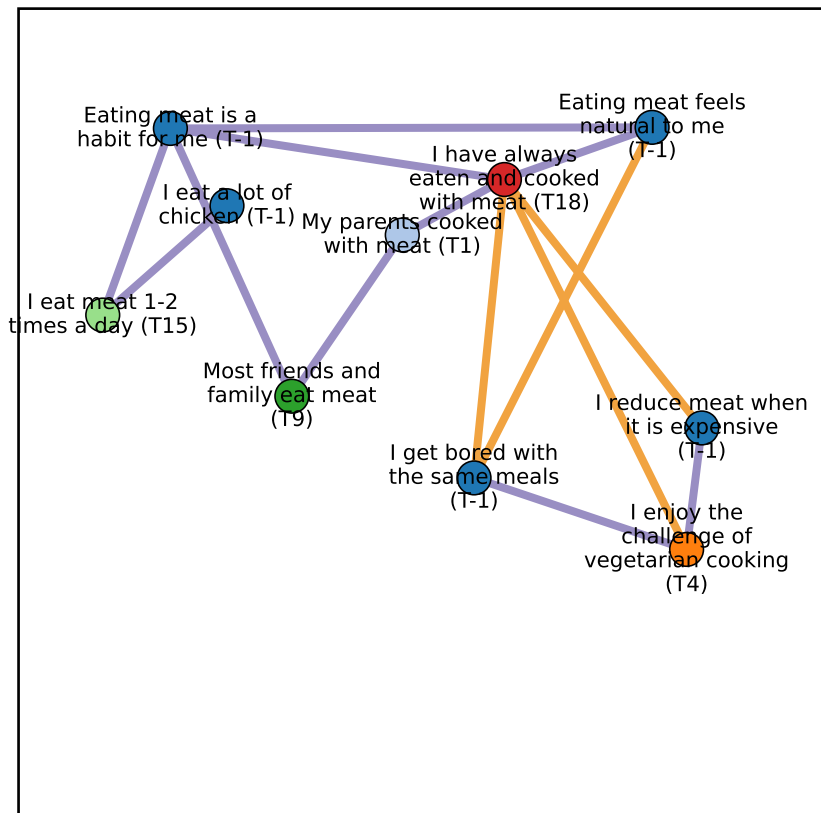 Eating meat is a
habit for me (T-1)
Eating meat feels
natural to me
(T-1)
I have always
eaten and cooked
with meat (T18)
I eat a lot of
chicken (T-1)
My parents cooked
with meat (T1)
I eat meat 1-2
times a day (T15)
Most friends and
family eat meat
(T9)
I reduce meat when
it is expensive
(T-1)
I get bored with
the same meals
(T-1)
I enjoy the
challenge of
vegetarian cooking
(T4)